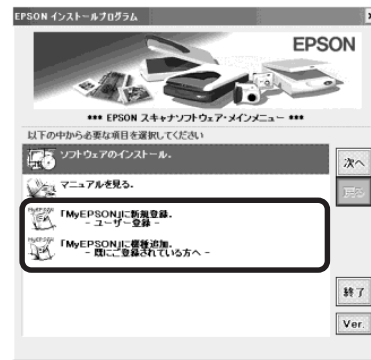 EPSON インストールプログラム
EPSON
*** EPSON スキャナソフトウェア・メインメニュー ***
以下の中から必要な項目を選択してください
ソフトウェアのインストール.
次へ
マニュアルを見る.
戻る
MyEPSON
「MyEPSON」に新規登録.
- ユーザー登録 -
MyEPSON
「MyEPSON」に機種追加.
- 既にご登録されている方へ -
終了
Ver.